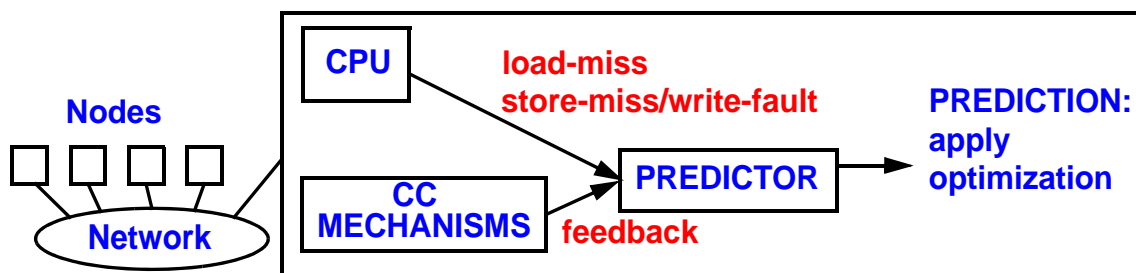 Nodes
Network
CPU
load-miss
store-miss/write-fault
CC
MECHANISMS
feedback
PREDICTOR
PREDICTION:
apply
optimization